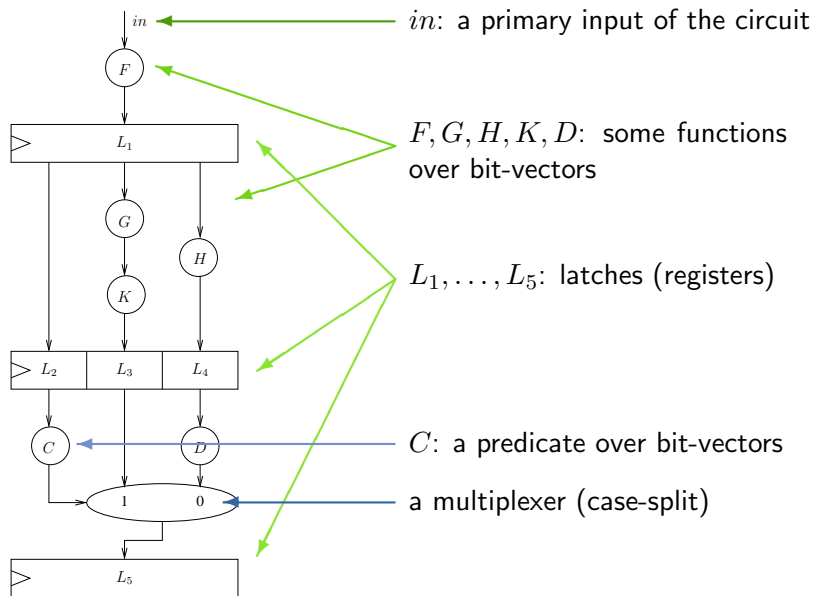 in
in: a primary input of the circuit
F
L₁
F, G, H, K, D: some functions
over bit-vectors
G
H
K
L₁, . . . , L₅: latches (registers)
L₂ L₃ L₄
C D
C: a predicate over bit-vectors
1 0
a multiplexer (case-split)
L₅